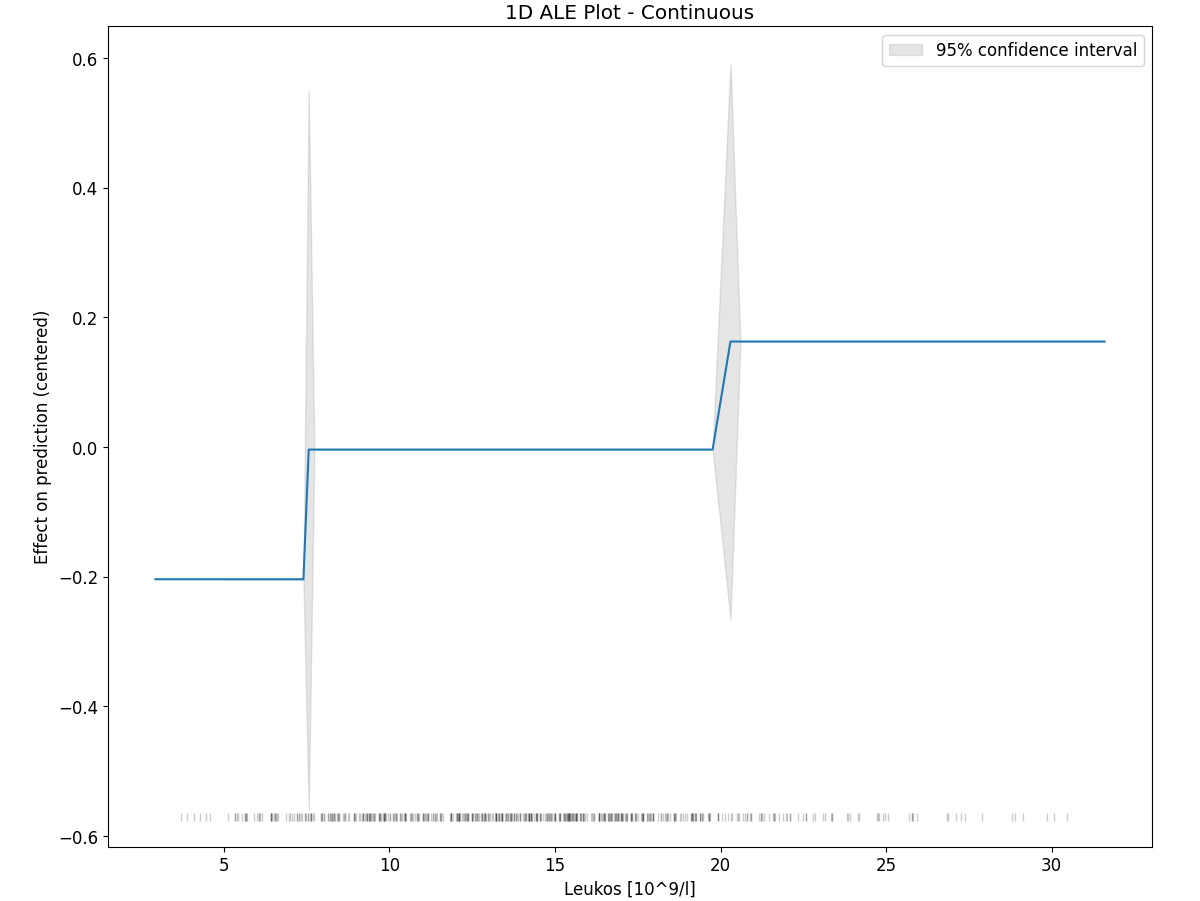 1D ALE Plot - Continuous
95% confidence interval
0.6
0.4
0.2
0.0
−0.2
−0.4
−0.6
Effect on prediction (centered)
5 10 15 20 25 30
Leukos [10^9/l]